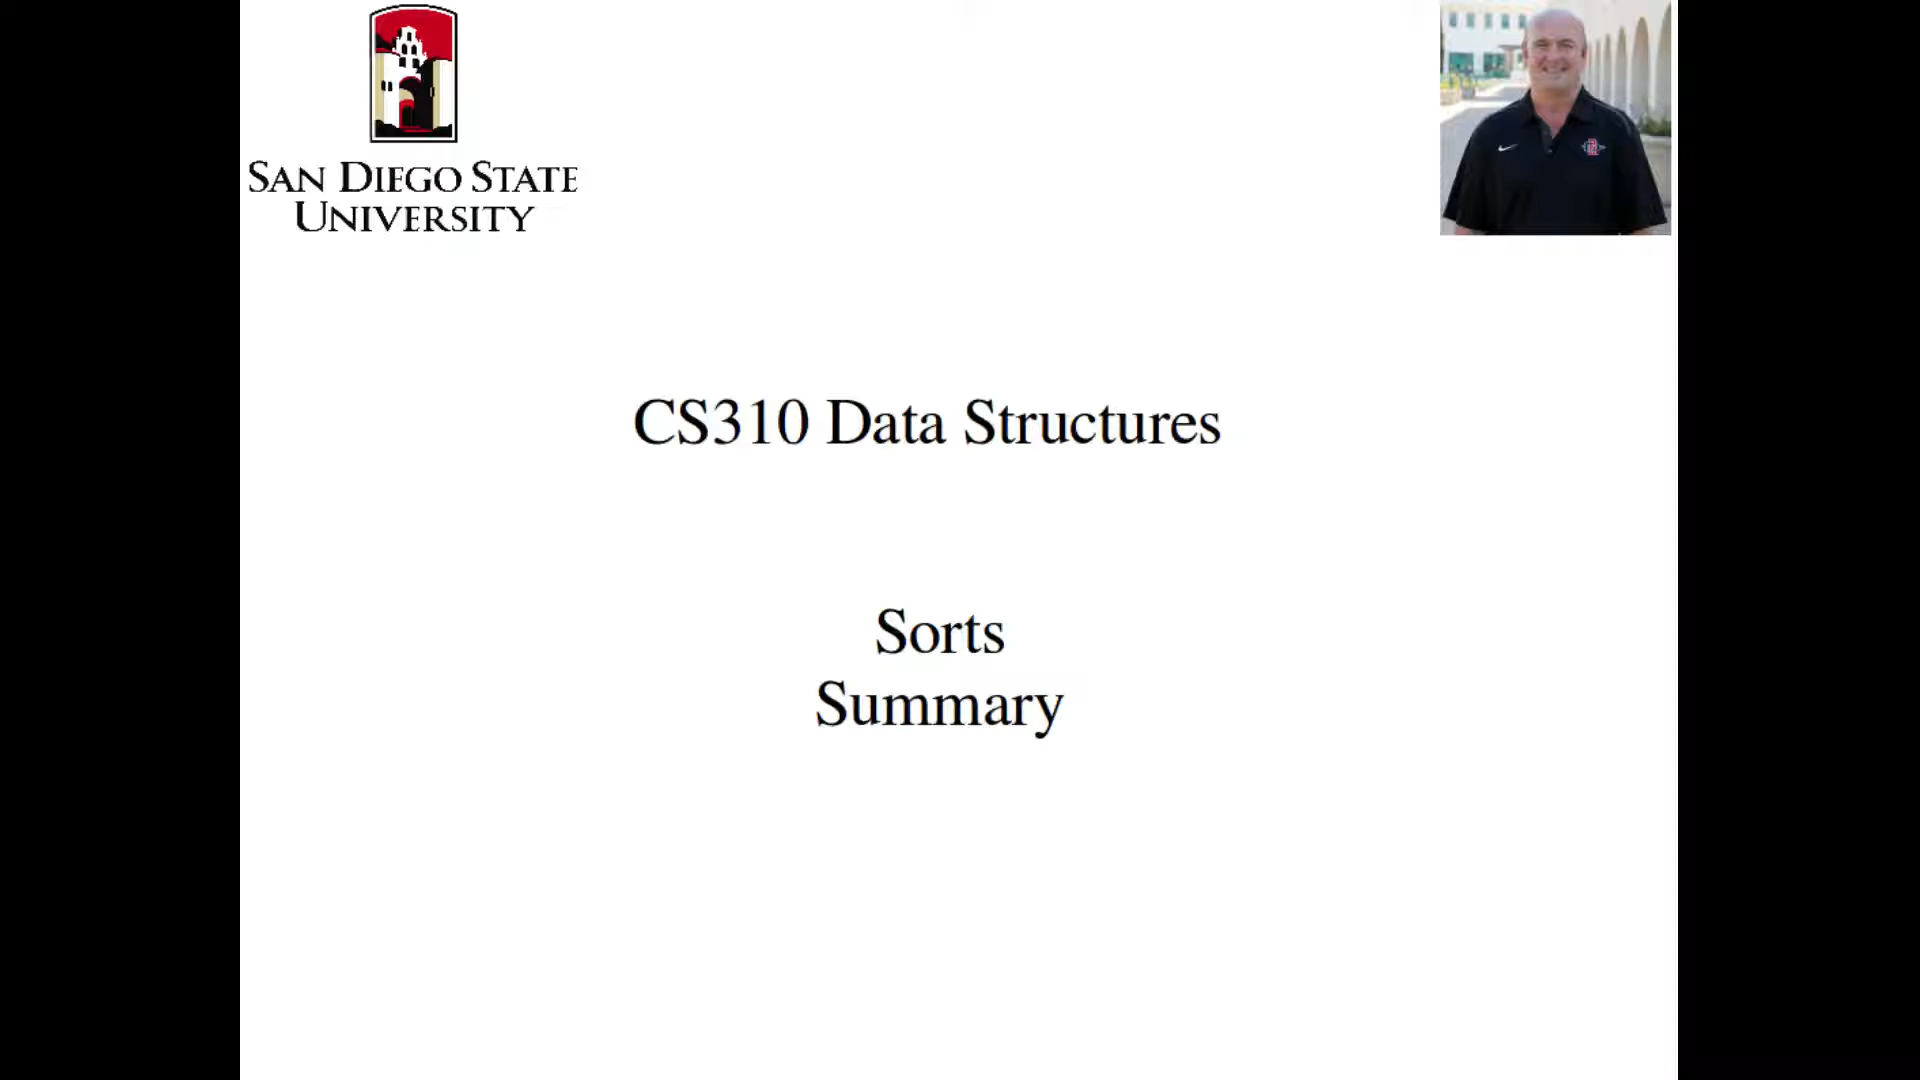 SAN DIEGO STATE
UNIVERSITY
CS310 Data Structures
Sorts
Summary